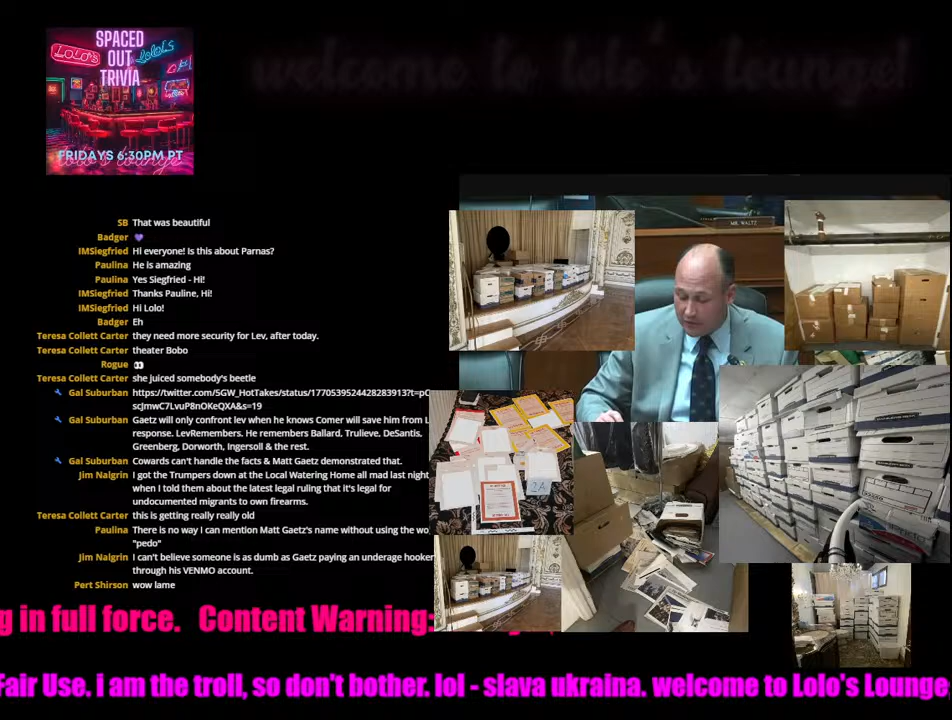 SPACED
OUT
TRIVIA
LOLO'S
LOLO'S
FRIDAYS 6:30PM PT
lolo's lounge
welcome to lolo's lounge!
SB That was beautiful
Badger 💜
IMSiegfried Hi everyone! Is this about Parnas?
Paulina He is amazing
Paulina Yes Siegfried - Hi!
IMSiegfried Thanks Pauline, Hi!
IMSiegfried Hi Lolo!
Badger Eh
Teresa Collett Carter they need more security for Lev, after today.
Teresa Collett Carter theater Bobo
Rogue 👀
Teresa Collett Carter she juiced somebody's beetle
Gal Suburban https://twitter.com/SGW_HotTakes/status/1770539524428283913?t=pC
scJmwC7LvuP8nOKeQXA&s=19
Gal Suburban Gaetz will only confront lev when he knows Comer will save him from L
response. LevRemembers. He remembers Ballard, Trulieve, DeSantis,
Greenberg, Dorworth, Ingersoll & the rest.
Gal Suburban Cowards can't handle the facts & Matt Gaetz demonstrated that.
Jim Nalgrin I got the Trumpers down at the Local Watering Home all mad last night
when I told them about the latest legal ruling that it's legal for
undocumented migrants to own firearms.
Teresa Collett Carter this is getting really really old
Paulina There is no way I can mention Matt Gaetz's name without using the wo
"pedo"
Jim Nalgrin I can't believe someone is as dumb as Gaetz paying an underage hooker
through his VENMO account.
Pert Shirson wow lame
MR. WALTZ
2A
g in full force. Content Warning:
Fair Use. i am the troll, so don't bother. lol - slava ukraina. welcome to Lolo's Lounge